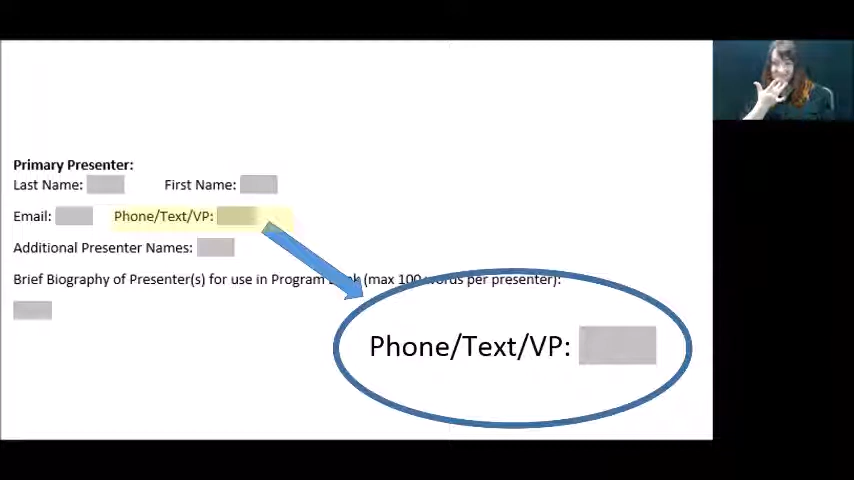 Primary Presenter:
Last Name: First Name:
Email: Phone/Text/VP:
Additional Presenter Names:
Brief Biography of Presenter(s) for use in Program (max 100 words per presenter):
Phone/Text/VP: